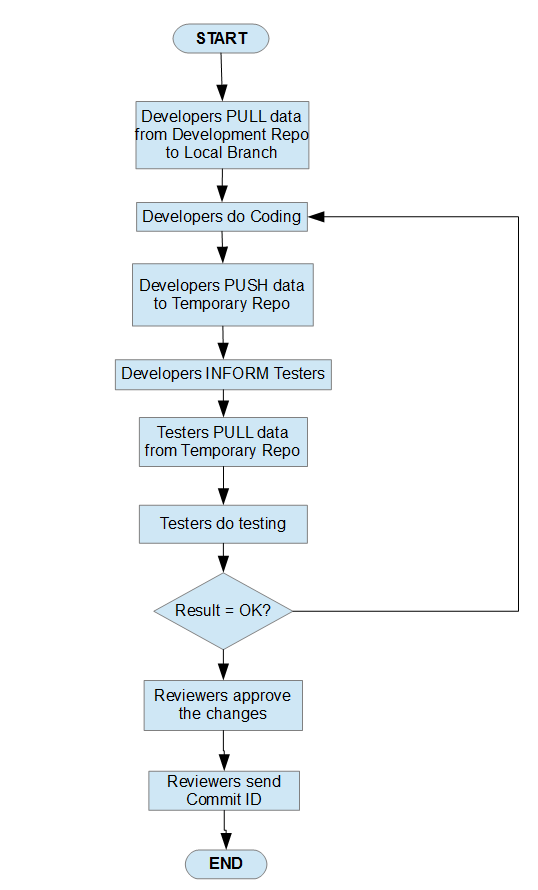 START
Developers PULL data
from Development Repo
to Local Branch
Developers do Coding
Developers PUSH data
to Temporary Repo
Developers INFORM Testers
Testers PULL data
from Temporary Repo
Testers do testing
Result = OK?
Reviewers approve
the changes
Reviewers send
Commit ID
END